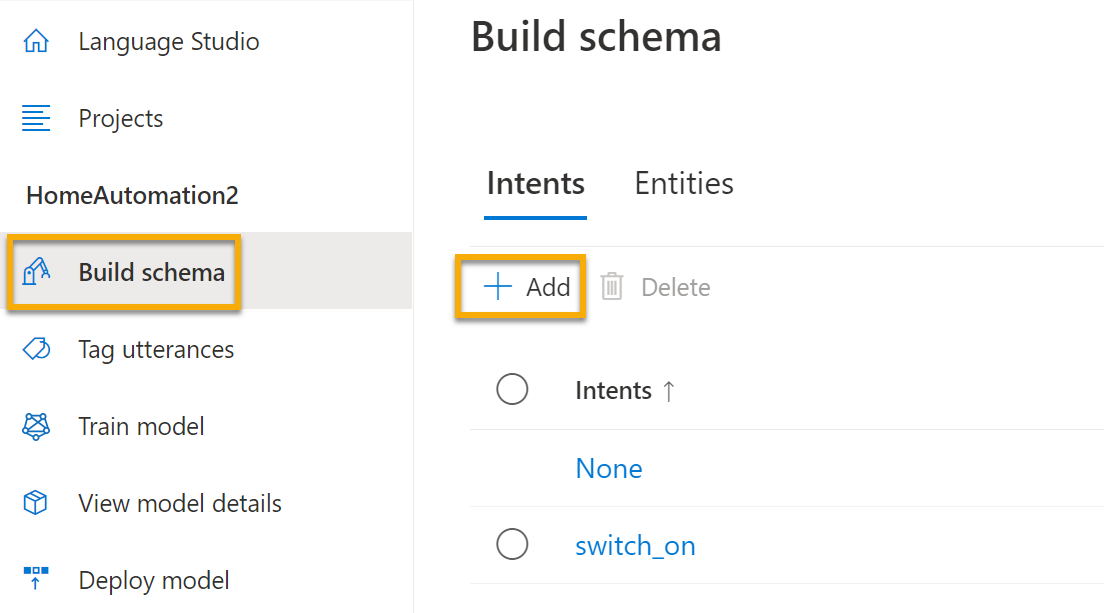 Language Studio
Projects
HomeAutomation2
Build schema
Tag utterances
Train model
View model details
Deploy model
Build schema
Intents Entities
Add Delete
Intents ↑
None
switch_on